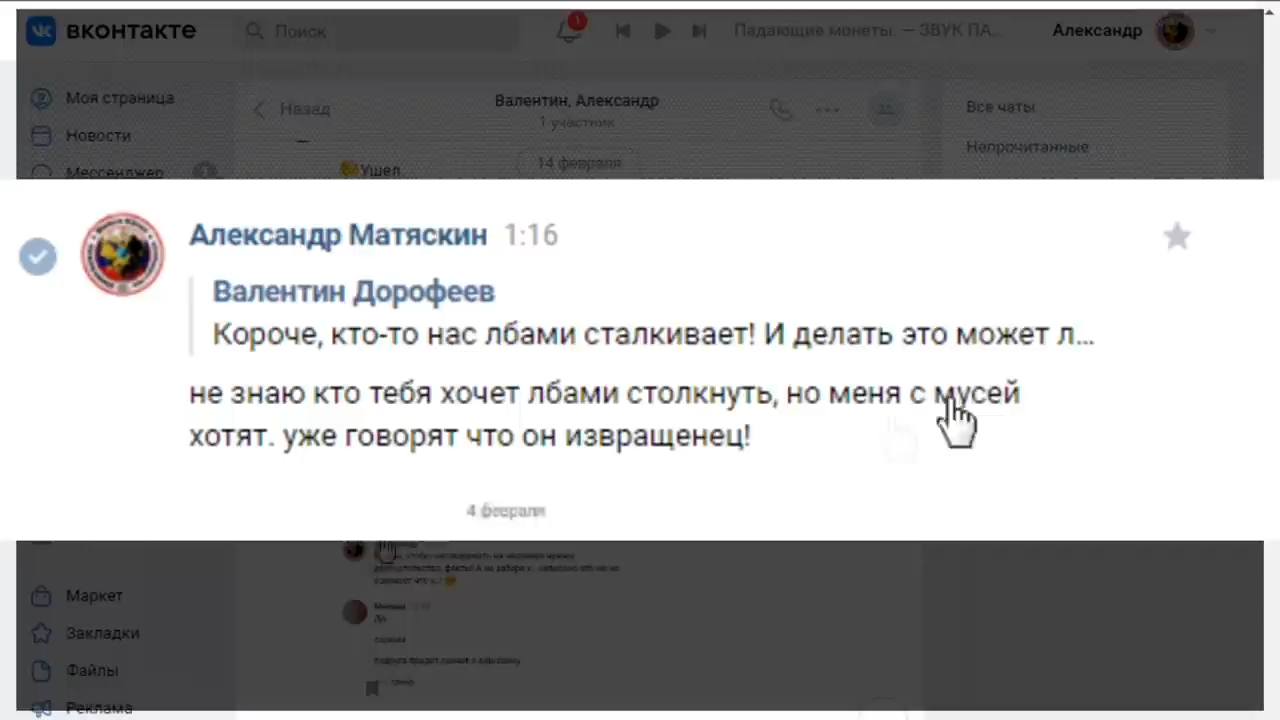 вконтакте
Поиск
1
Падающие монеты. — ЗВУК ПА...
Александр
Моя страница
Новости
Мессенджер
Назад
Валентин, Александр
1 участник
Ушел.
14 февраля
Все чаты
Непрочитанные
Александр Матяскин 1:16
Валентин Дорофеев
Короче, кто-то нас лбами сталкивает! И делать это может л...
не знаю кто тебя хочет лбами столкнуть, но меня с мусей
хотят. уже говорят что он извращенец!
4 февраля
Маркет
Закладки
Файлы
Реклама